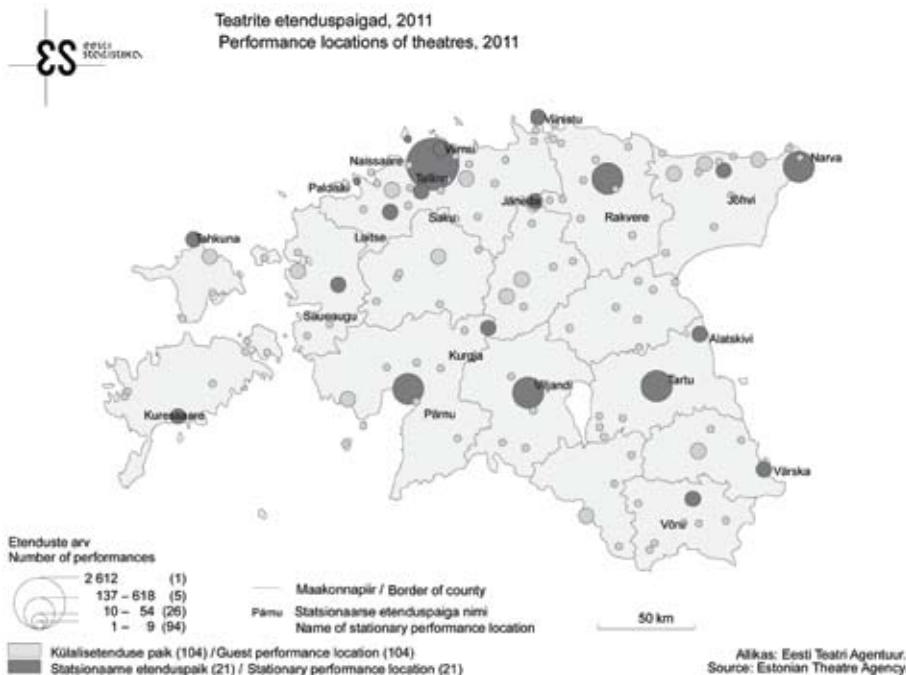 Teatrite etenduspaigad, 2011
Performance locations of theatres, 2011
eesti
statistika
Viinistu
Viimsi
Naissaare
Tallinn
Narva
Paldiski
Jäneda
Jõhvi
Saku
Rakvere
Laitse
Tahkuna
Saueaugu
Alatskivi
Kurgja
Viljandi
Tartu
Pärnu
Kuressaare
Värska
Võru
Etenduste arv
Number of performances
2 612 (1)
137 – 618 (5)
10 – 54 (26)
1 – 9 (94)
Maakonnapiir / Border of county
Pärnu Statsionaarse etenduspaiga nimi
Name of stationary performance location
50 km
Külalisetenduse paik (104) / Guest performance location (104)
Statsionaarne etenduspaik (21) / Stationary performance location (21)
Allikas: Eesti Teatri Agentuur.
Source: Estonian Theatre Agency.